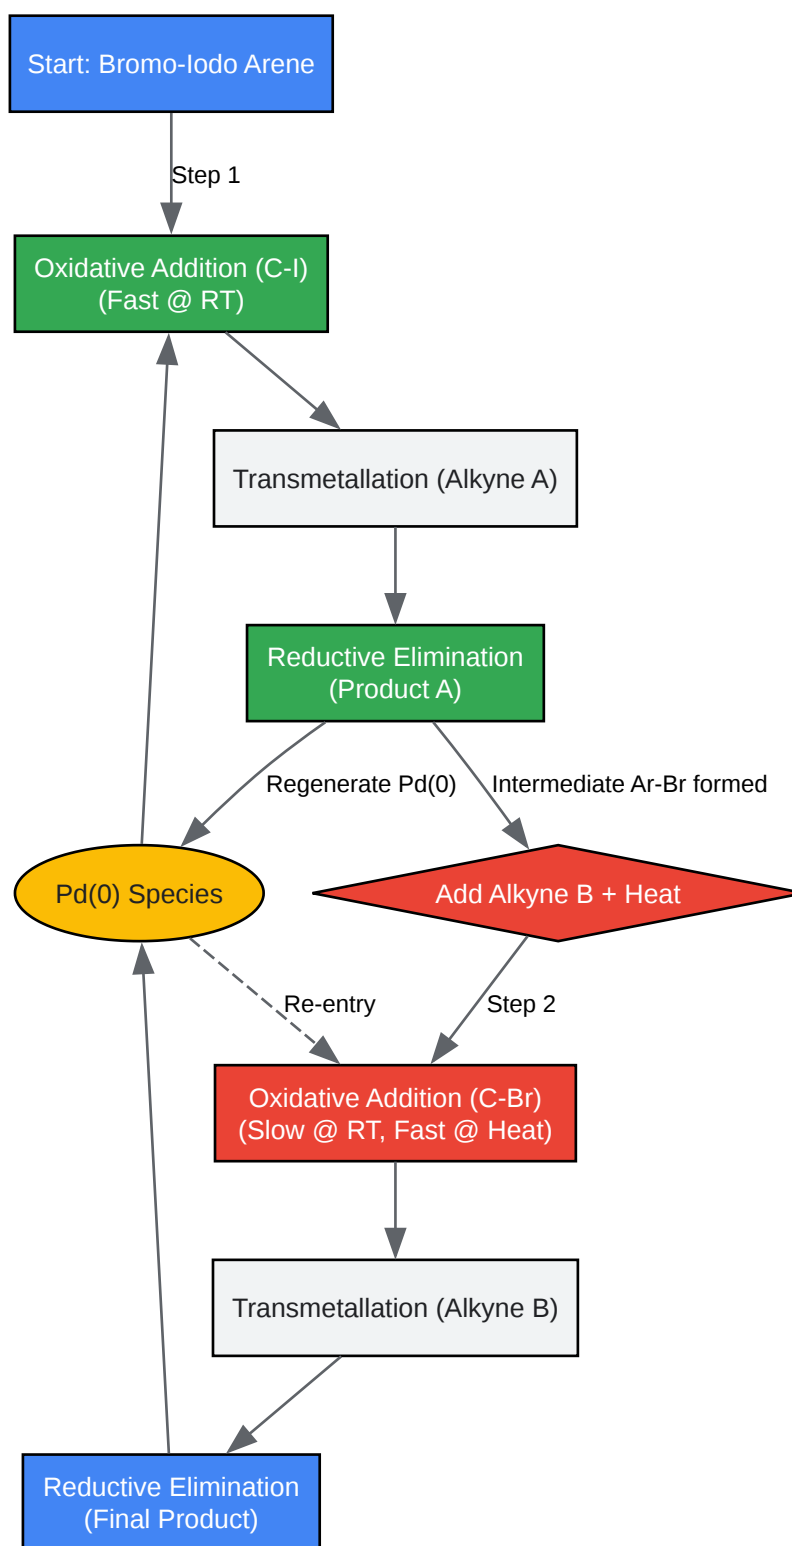 Start: Bromo-Iodo Arene
Step 1
Oxidative Addition (C-I)
(Fast @ RT)
Transmetallation (Alkyne A)
Reductive Elimination
(Product A)
Regenerate Pd(0)
Intermediate Ar-Br formed
Pd(0) Species
Add Alkyne B + Heat
Re-entry
Step 2
Oxidative Addition (C-Br)
(Slow @ RT, Fast @ Heat)
Transmetallation (Alkyne B)
Reductive Elimination
(Final Product)